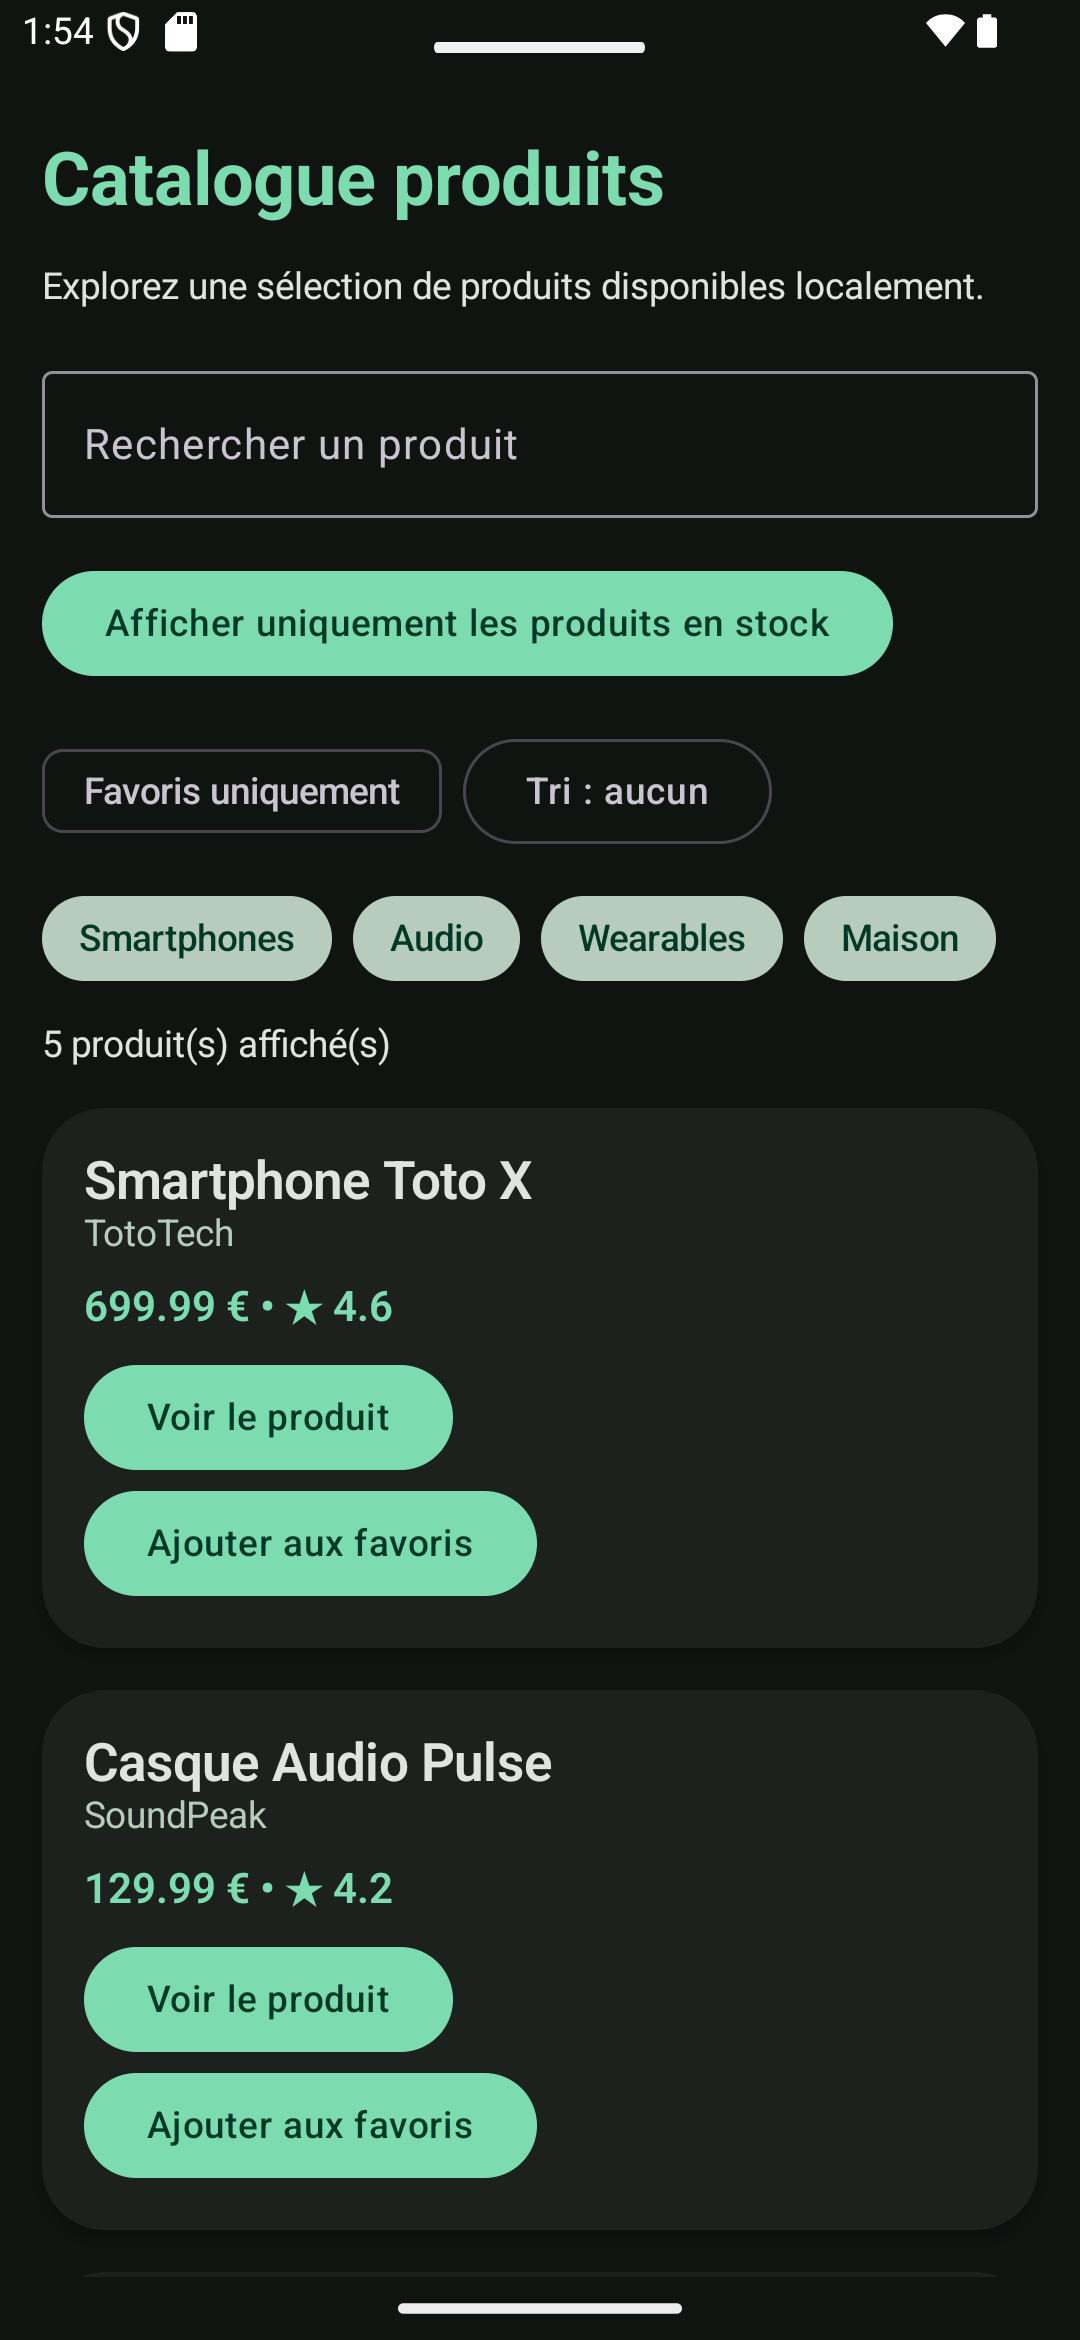 1:54
Catalogue produits
Explorez une sélection de produits disponibles localement.
Rechercher un produit
Afficher uniquement les produits en stock
Favoris uniquement
Tri : aucun
Smartphones
Audio
Wearables
Maison
5 produit(s) affiché(s)
Smartphone Toto X
TotoTech
699.99 € • ★ 4.6
Voir le produit
Ajouter aux favoris
Casque Audio Pulse
SoundPeak
129.99 € • ★ 4.2
Voir le produit
Ajouter aux favoris